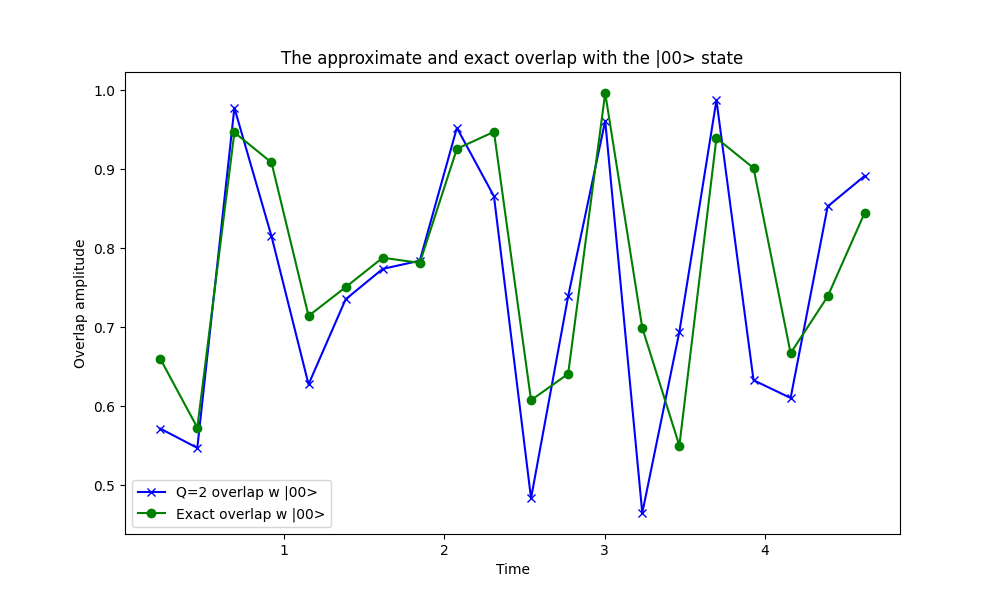 The approximate and exact overlap with the |00> state
Overlap amplitude
1.0
0.9
0.8
0.7
0.6
0.5
Q=2 overlap w |00>
Exact overlap w |00>
1 2 3 4
Time